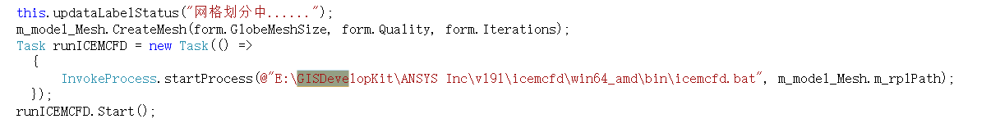 this.updataLabelStatus("网格划分中......");
m_model_Mesh.CreateMesh(form.GlobeMeshSize, form.Quality, form.Iterations);
Task runICEMCFD = new Task(() =>
{
InvokeProcess.startProcess(@"E:\GISDevelopKit\ANSYS Inc\v191\icemcfd\win64_amd\bin\icemcfd.bat", m_model_Mesh.m_rplPath);
});
runICEMCFD.Start();